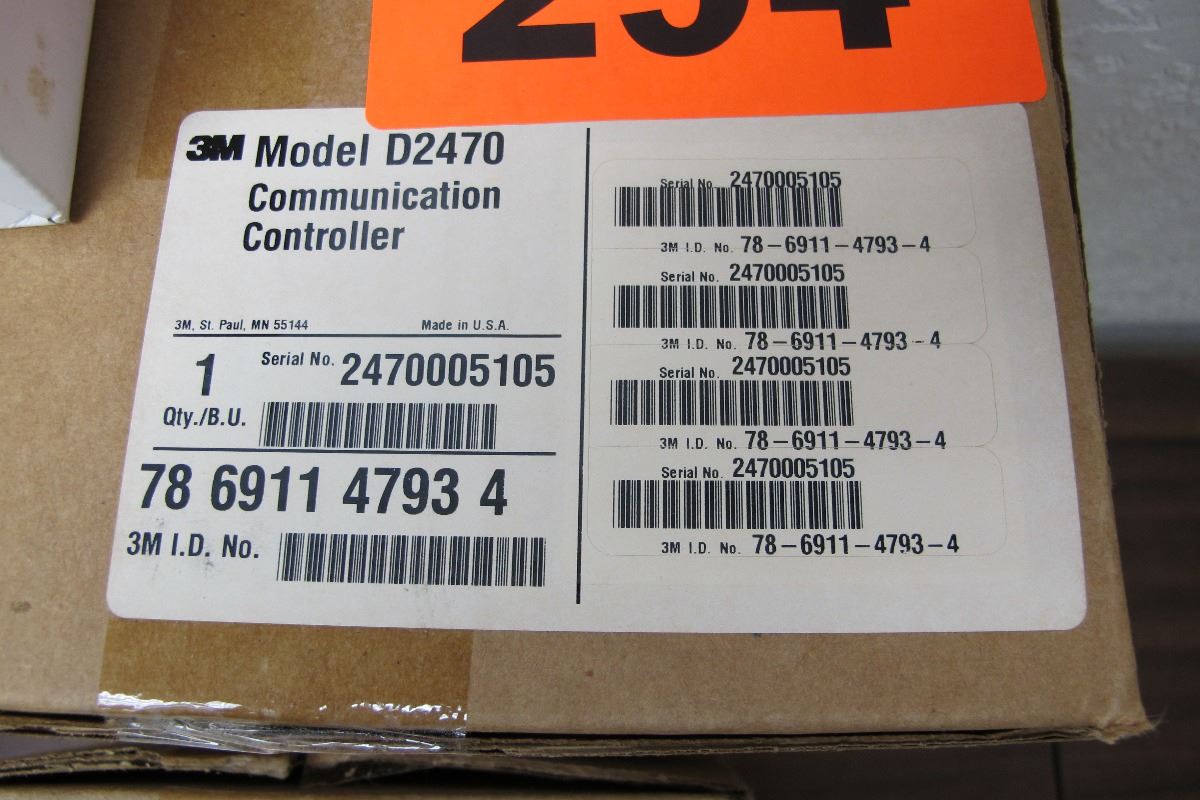 294
3M Model D2470
Communication
Controller
3M, St. Paul, MN 55144 Made in U.S.A.
1 Serial No. 2470005105
Qty./B.U.
78 6911 4793 4
3M I.D. No.
Serial No. 2470005105
3M I.D. No. 78-6911-4793-4
Serial No. 2470005105
3M I.D. No. 78-6911-4793-4
Serial No. 2470005105
3M I.D. No. 78-6911-4793-4
Serial No. 2470005105
3M I.D. No. 78-6911-4793-4